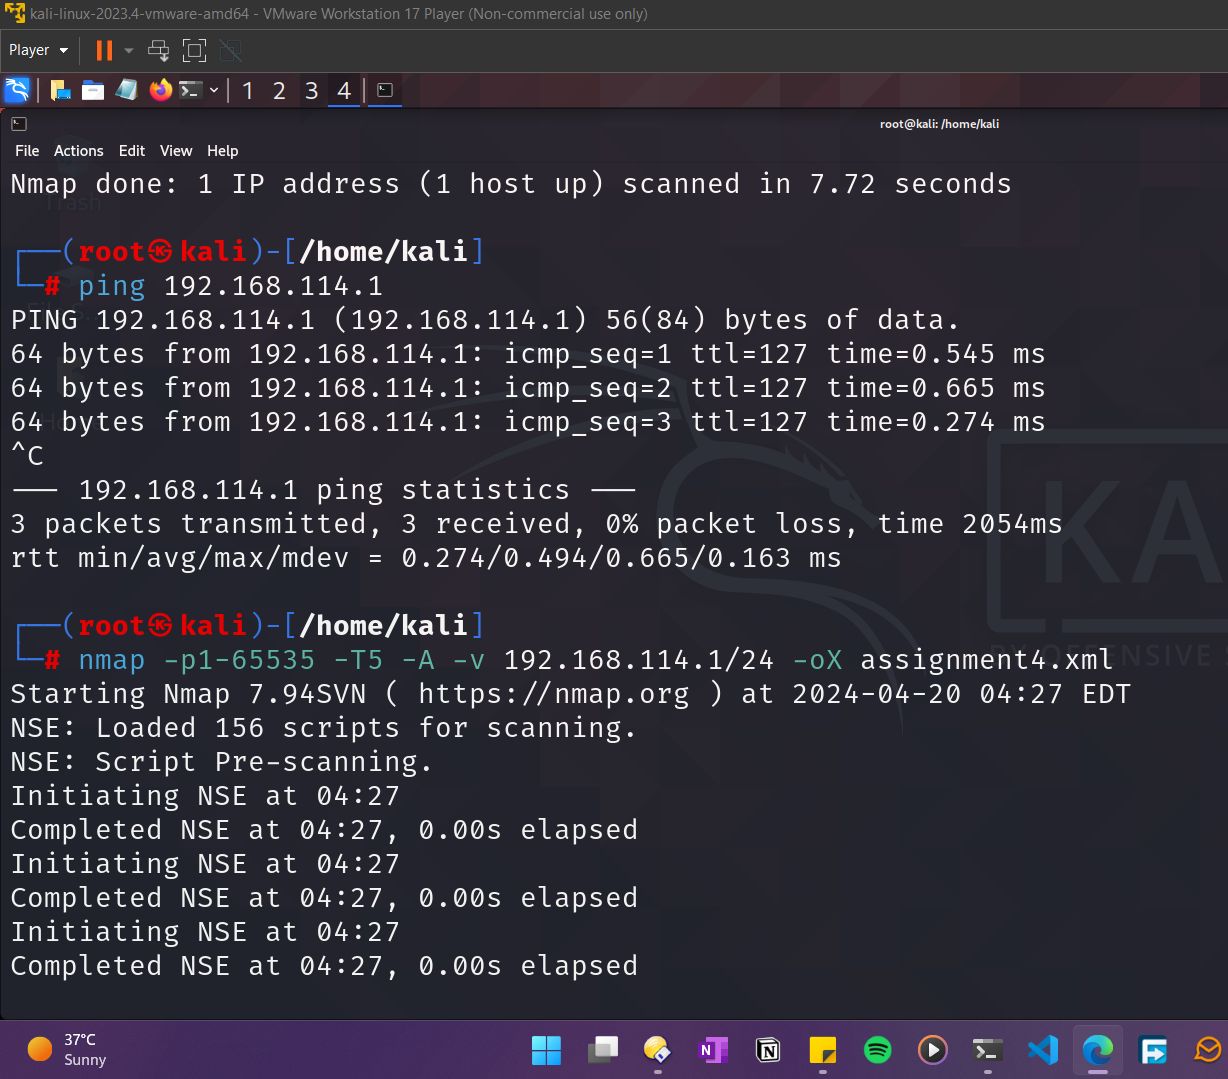 kali-linux-2023.4-vmware-amd64 - VMware Workstation 17 Player (Non-commercial use only)
Player
1 2 3 4
root@kali: /home/kali
File Actions Edit View Help
Nmap done: 1 IP address (1 host up) scanned in 7.72 seconds
Trash
┌──(root㉿kali)-[/home/kali]
└─# ping 192.168.114.1
PING 192.168.114.1 (192.168.114.1) 56(84) bytes of data.
64 bytes from 192.168.114.1: icmp_seq=1 ttl=127 time=0.545 ms
64 bytes from 192.168.114.1: icmp_seq=2 ttl=127 time=0.665 ms
64 bytes from 192.168.114.1: icmp_seq=3 ttl=127 time=0.274 ms
^C
--- 192.168.114.1 ping statistics ---
3 packets transmitted, 3 received, 0% packet loss, time 2054ms
rtt min/avg/max/mdev = 0.274/0.494/0.665/0.163 ms
KA
┌──(root㉿kali)-[/home/kali]
└─# nmap -p1-65535 -T5 -A -v 192.168.114.1/24 -oX assignment4.xml
BY OFFENSIVE
Starting Nmap 7.94SVN ( https://nmap.org ) at 2024-04-20 04:27 EDT
NSE: Loaded 156 scripts for scanning.
NSE: Script Pre-scanning.
Initiating NSE at 04:27
Completed NSE at 04:27, 0.00s elapsed
Initiating NSE at 04:27
Completed NSE at 04:27, 0.00s elapsed
Initiating NSE at 04:27
Completed NSE at 04:27, 0.00s elapsed
37°C
Sunny